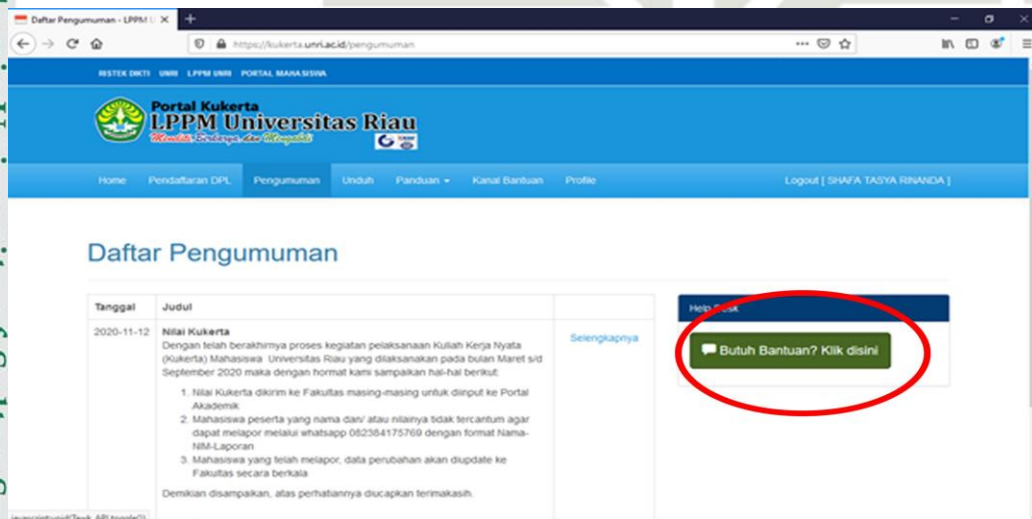 Daftar Pengumuman - LPPM U
https://kukerta.unri.ac.id/pengumuman
RISTEK DIKTI UNRI LPPM UNRI PORTAL MAHASISWA
Portal Kukerta
LPPM Universitas Riau
Meneliti, Berkarya, dan Mengabdi
Home Pendaftaran DPL Pengumuman Unduh Panduan Kanal Bantuan Profile Logout [ SHAFA TASYA RINANDA ]
Daftar Pengumuman
Tanggal Judul
2020-11-12 Nilai Kukerta Selengkapnya
Dengan telah berakhirnya proses kegiatan pelaksanaan Kuliah Kerja Nyata
(Kukerta) Mahasiswa Universitas Riau yang dilaksanakan pada bulan Maret s/d
September 2020 maka dengan hormat kami sampaikan hal-hal berikut:
1. Nilai Kukerta dikirim ke Fakultas masing-masing untuk diinput ke Portal
Akademik
2. Mahasiswa peserta yang nama dan/ atau nilainya tidak tercantum agar
dapat melapor melalui whatsapp 082384175769 dengan format Nama-
NIM-Laporan
3. Mahasiswa yang telah melapor, data perubahan akan diupdate ke
Fakultas secara berkala
Demikian disampaikan, atas perhatiannya diucapkan terimakasih.
Help Desk
Butuh Bantuan? Klik disini